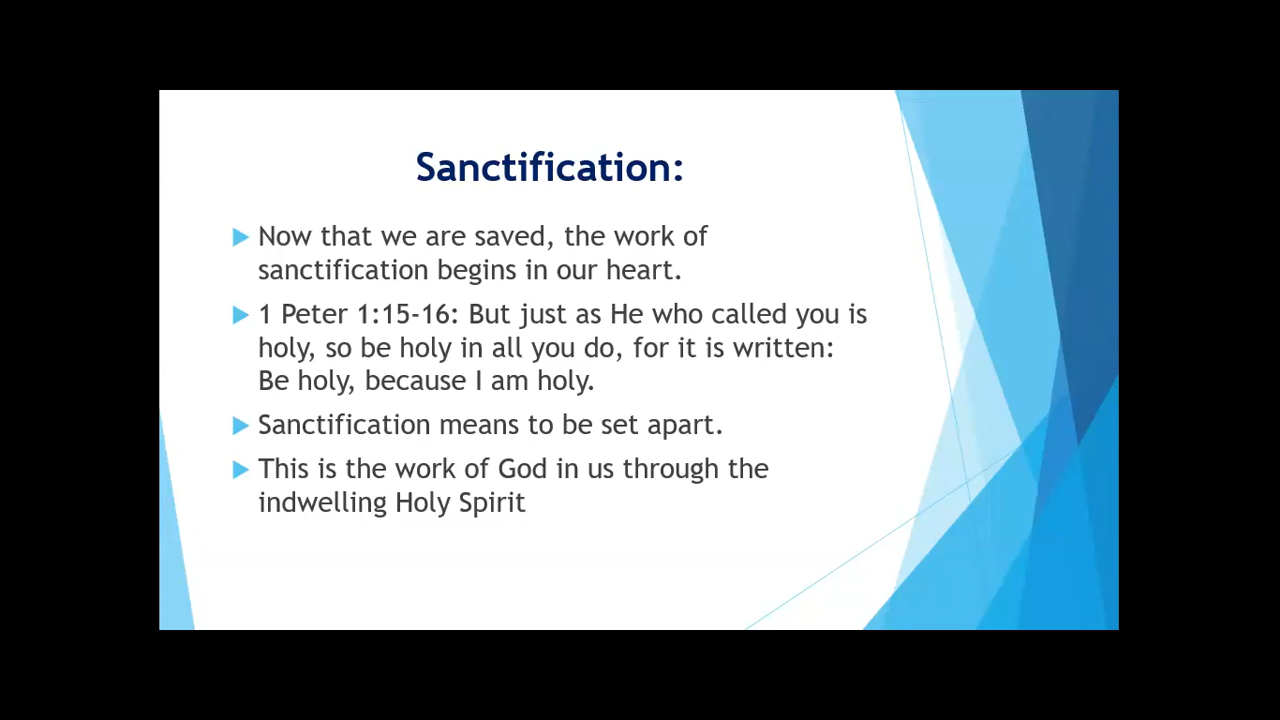 Sanctification:
Now that we are saved, the work of
sanctification begins in our heart.
1 Peter 1:15-16: But just as He who called you is
holy, so be holy in all you do, for it is written:
Be holy, because I am holy.
Sanctification means to be set apart.
This is the work of God in us through the
indwelling Holy Spirit